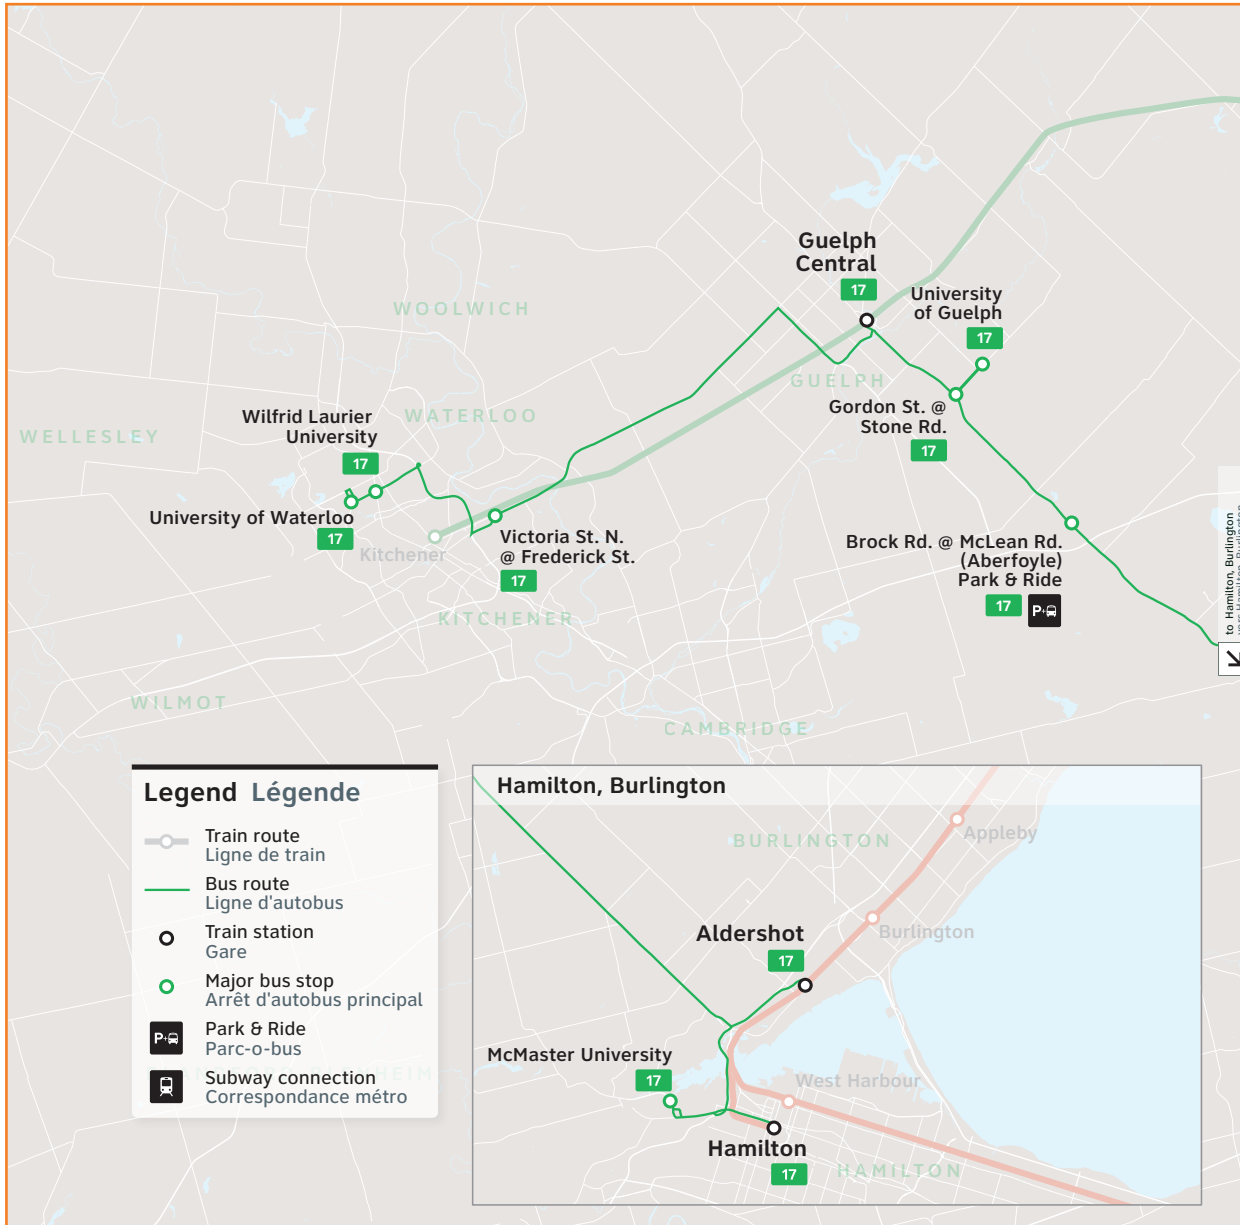 Guelph
Central
17
University
of Guelph
17
WOOLWICH
GUELPH
Wilfrid Laurier
University
17
WATERLOO
WELLESLEY
Gordon St. @
Stone Rd.
17
University of Waterloo
17
Kitchener
Victoria St. N.
@ Frederick St.
17
Brock Rd. @ McLean Rd.
(Aberfoyle)
Park & Ride
17 P+
to Hamilton, Burlington
vers Hamilton, Burlington
KITCHENER
WILMOT
CAMBRIDGE
Legend Légende
Train route
Ligne de train
Bus route
Ligne d'autobus
Train station
Gare
Major bus stop
Arrêt d'autobus principal
P+
Park & Ride
Parc-o-bus
Subway connection
Correspondance métro
Hamilton, Burlington
BURLINGTON
Appleby
Aldershot
17
Burlington
McMaster University
17
West Harbour
Hamilton
17
HAMILTON